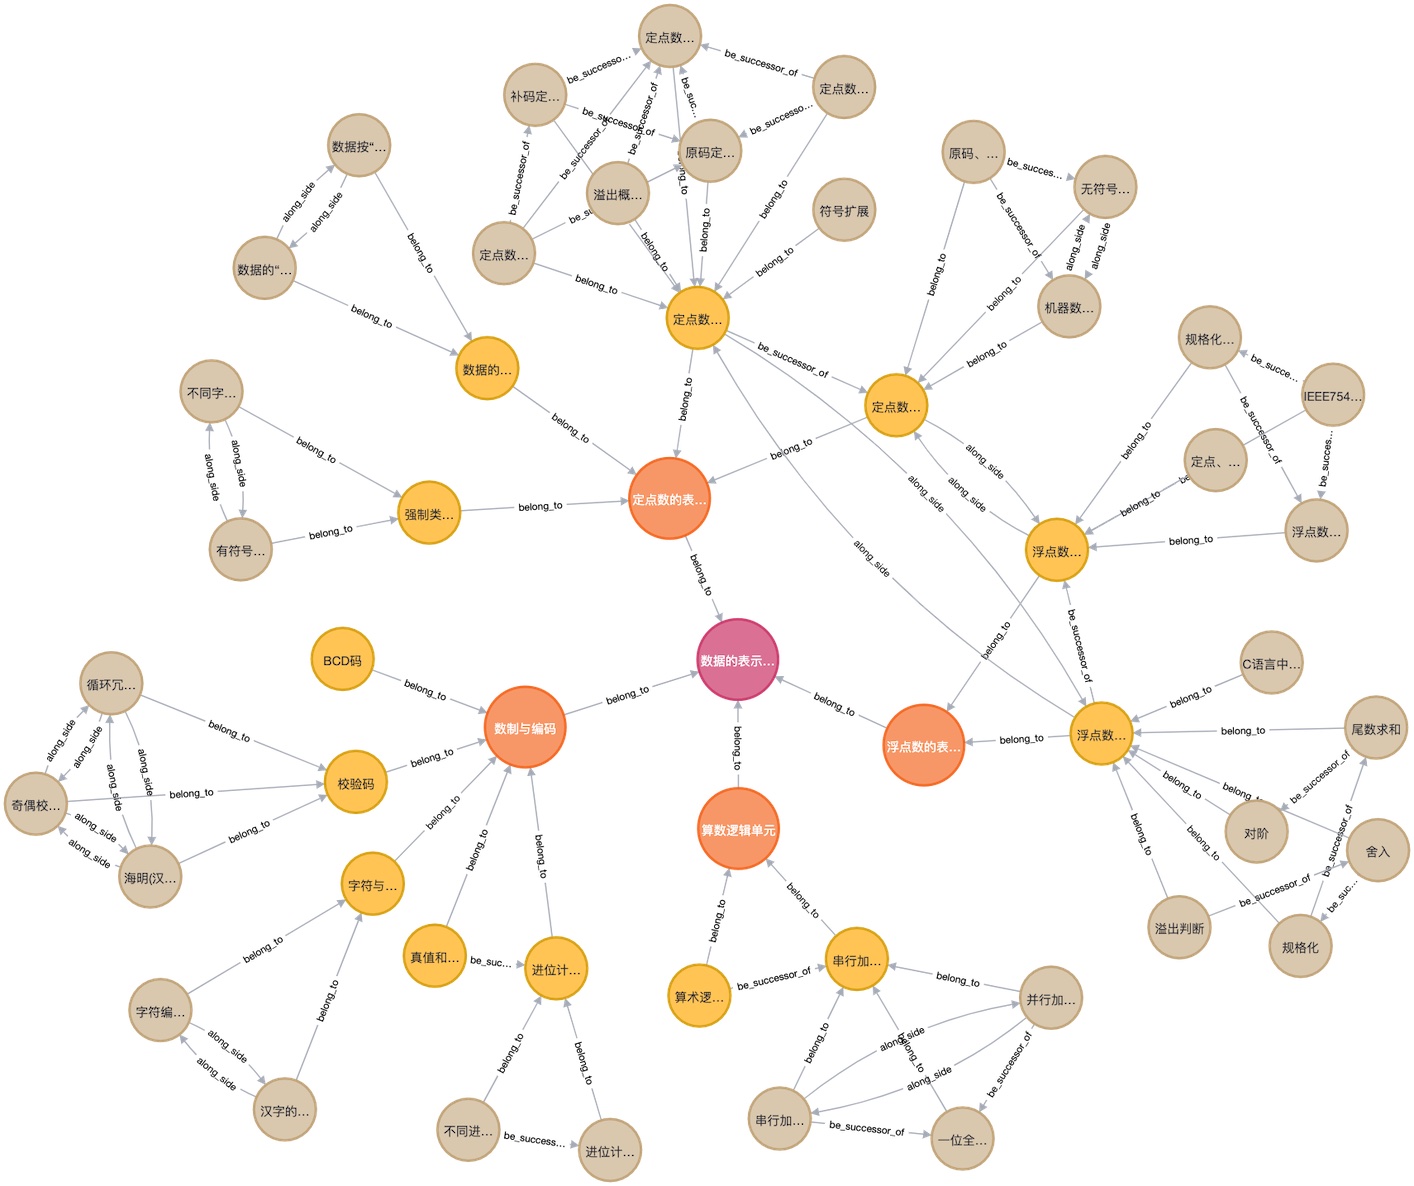 定点数...
be_successo...
be_successor_of
补码定...
be_suc...
be_successor_of
定点数...
be_successor_of
be_successo...
数据按“...
be_successor_of
be_successor_of
原码定...
原码、...
be_succes...
along_side
along_side
溢出概...
belong_to
belong_to
无符号...
be_successor_of
be_su
belong_to
belong_to
符号扩展
be_successor_of
along_side
along_side
数据的“...
belong_to
定点数...
belong_to
belong_to
belong_to
belong_to
belong_to
belong_to
机器数...
belong_to
定点数...
be_successor_of
belong_to
规格化...
be_succe...
数据的...
不同字...
belong_to
belong_to
定点数...
IEEE754...
be_successor_of
belong_to
along_side
along_side
belong_to
belong_to
along_side
定点、...
be_succes...
强制类...
belong_to
定点数的表...
along_side
along_side
belong_to
be
有符号...
belong_to
浮点数...
belong_to
浮点数...
along_side
belong_to
BCD码
belong_to
数据的表示...
belong_to
be_successor_of
C语言中...
循环冗...
belong_to
belong_to
belong_to
belong_to
along_side
along_side
belong_to
数制与编码
belong_to
浮点数的表...
belong_to
浮点数...
belong_to
尾数求和
along_side
along_side
校验码
belong_to
belong_to
belong_to
belong_to
be_successor_of
奇偶校...
belong_to
along_side
along_side
belong_to
belong_to
算数逻辑单元
belong_to
belong_to
对阶
be_successor_of
舍入
海明(汉...
字符与...
belong_to
belong_to
belong_to
belong_to
be_successor_of
be_suc...
belong_to
真值和...
be_suc...
进位计...
算术逻...
be_successor_of
串行加...
溢出判断
规格化
字符编...
belong_to
belong_to
并行加...
along_side
along_side
belong_to
belong_to
belong_to
along_side
belong_to
along_side
be_successor_of
汉字的...
不同进...
be_success...
进位计...
串行加...
be_successor_of
一位全...